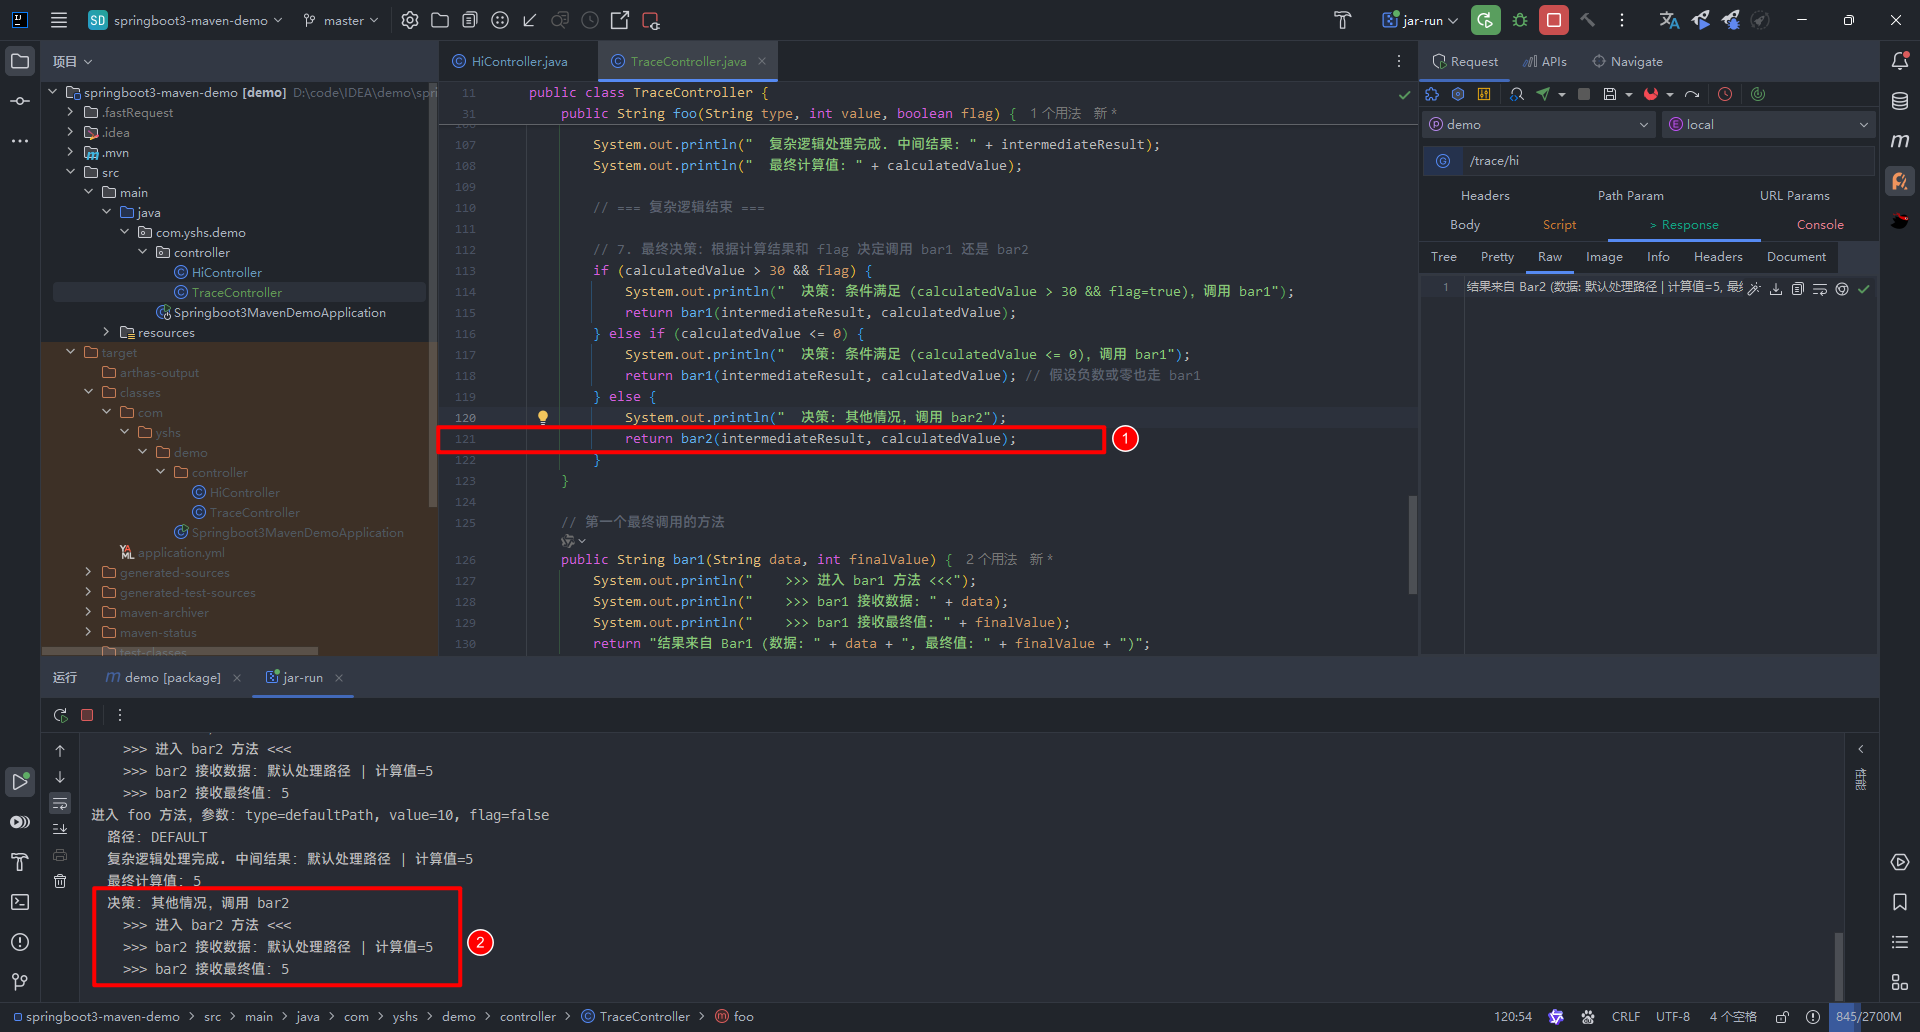 SD springboot3-maven-demo master jar-run
项目
springboot3-maven-demo [demo] D:\code\IDEA\demo\spri
.fastRequest
.idea
.mvn
src
main
java
com.yshs.demo
controller
HiController
TraceController
Springboot3MavenDemoApplication
resources
target
arthas-output
classes
com
yshs
demo
controller
HiController
TraceController
Springboot3MavenDemoApplication
application.yml
generated-sources
generated-test-sources
maven-archiver
maven-status
test-classes
HiController.java TraceController.java
11 public class TraceController {
31 public String foo(String type, int value, boolean flag) { 1 个用法 新 *
107 System.out.println("  复杂逻辑处理完成. 中间结果: " + intermediateResult);
108 System.out.println("  最终计算值: " + calculatedValue);
109
110 // === 复杂逻辑结束 ===
111
112 // 7. 最终决策: 根据计算结果和 flag 决定调用 bar1 还是 bar2
113 if (calculatedValue > 30 && flag) {
114 System.out.println("  决策: 条件满足 (calculatedValue > 30 && flag=true), 调用 bar1");
115 return bar1(intermediateResult, calculatedValue);
116 } else if (calculatedValue <= 0) {
117 System.out.println("  决策: 条件满足 (calculatedValue <= 0), 调用 bar1");
118 return bar1(intermediateResult, calculatedValue); // 假设负数或零也走 bar1
119 } else {
120 System.out.println("  决策: 其他情况, 调用 bar2");
121 return bar2(intermediateResult, calculatedValue);
1
122 }
123 }
124
125 // 第一个最终调用的方法
126 public String bar1(String data, int finalValue) { 2 个用法 新 *
127 System.out.println("    >>> 进入 bar1 方法 <<<");
128 System.out.println("    >>> bar1 接收数据: " + data);
129 System.out.println("    >>> bar1 接收最终值: " + finalValue);
130 return "结果来自 Bar1 (数据: " + data + ", 最终值: " + finalValue + ")";
Request APIs Navigate
demo local
/trace/hi
Headers Path Param URL Params
Body Script > Response Console
Tree Pretty Raw Image Info Headers Document
1 结果来自 Bar2 (数据: 默认处理路径 | 计算值=5, 最
运行 demo [package] jar-run
>>> 进入 bar2 方法 <<<
>>> bar2 接收数据: 默认处理路径 | 计算值=5
>>> bar2 接收最终值: 5
进入 foo 方法, 参数: type=defaultPath, value=10, flag=false
路径: DEFAULT
复杂逻辑处理完成. 中间结果: 默认处理路径 | 计算值=5
最终计算值: 5
决策: 其他情况, 调用 bar2
>>> 进入 bar2 方法 <<<
>>> bar2 接收数据: 默认处理路径 | 计算值=5
>>> bar2 接收最终值: 5
2
性能
springboot3-maven-demo > src > main > java > com > yshs > demo > controller > TraceController > foo
120:54 CRLF UTF-8 4 个空格 845/2700M